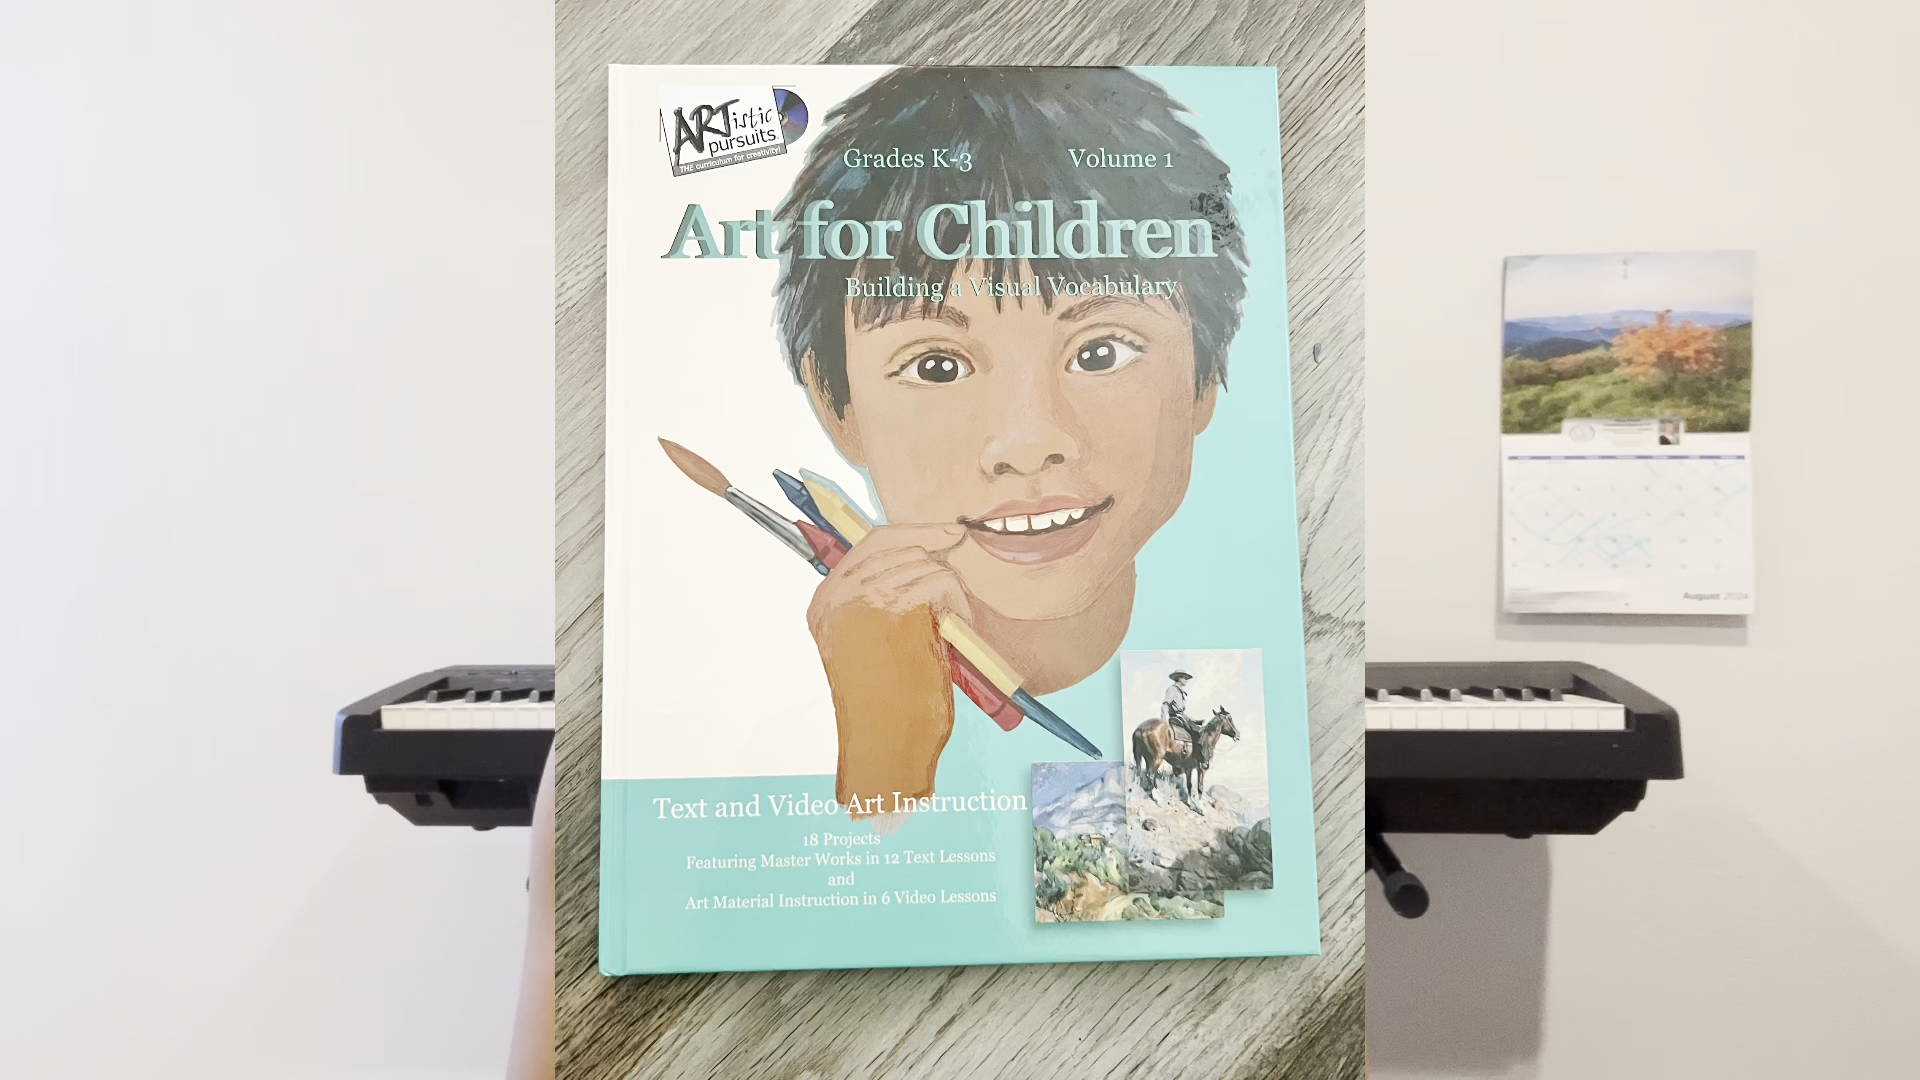 ARTistic
pursuits
THE curriculum for creativity!
Grades K-3
Volume 1
Art for Children
Building a Visual Vocabulary
Text and Video Art Instruction
18 Projects
Featuring Master Works in 12 Text Lessons
and
Art Material Instruction in 6 Video Lessons
August 2024